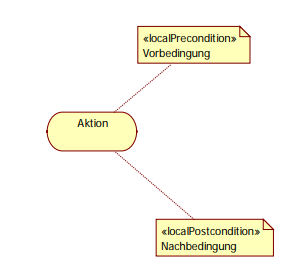 «localPrecondition»
Vorbedingung
Aktion
«localPostcondition»
Nachbedingung